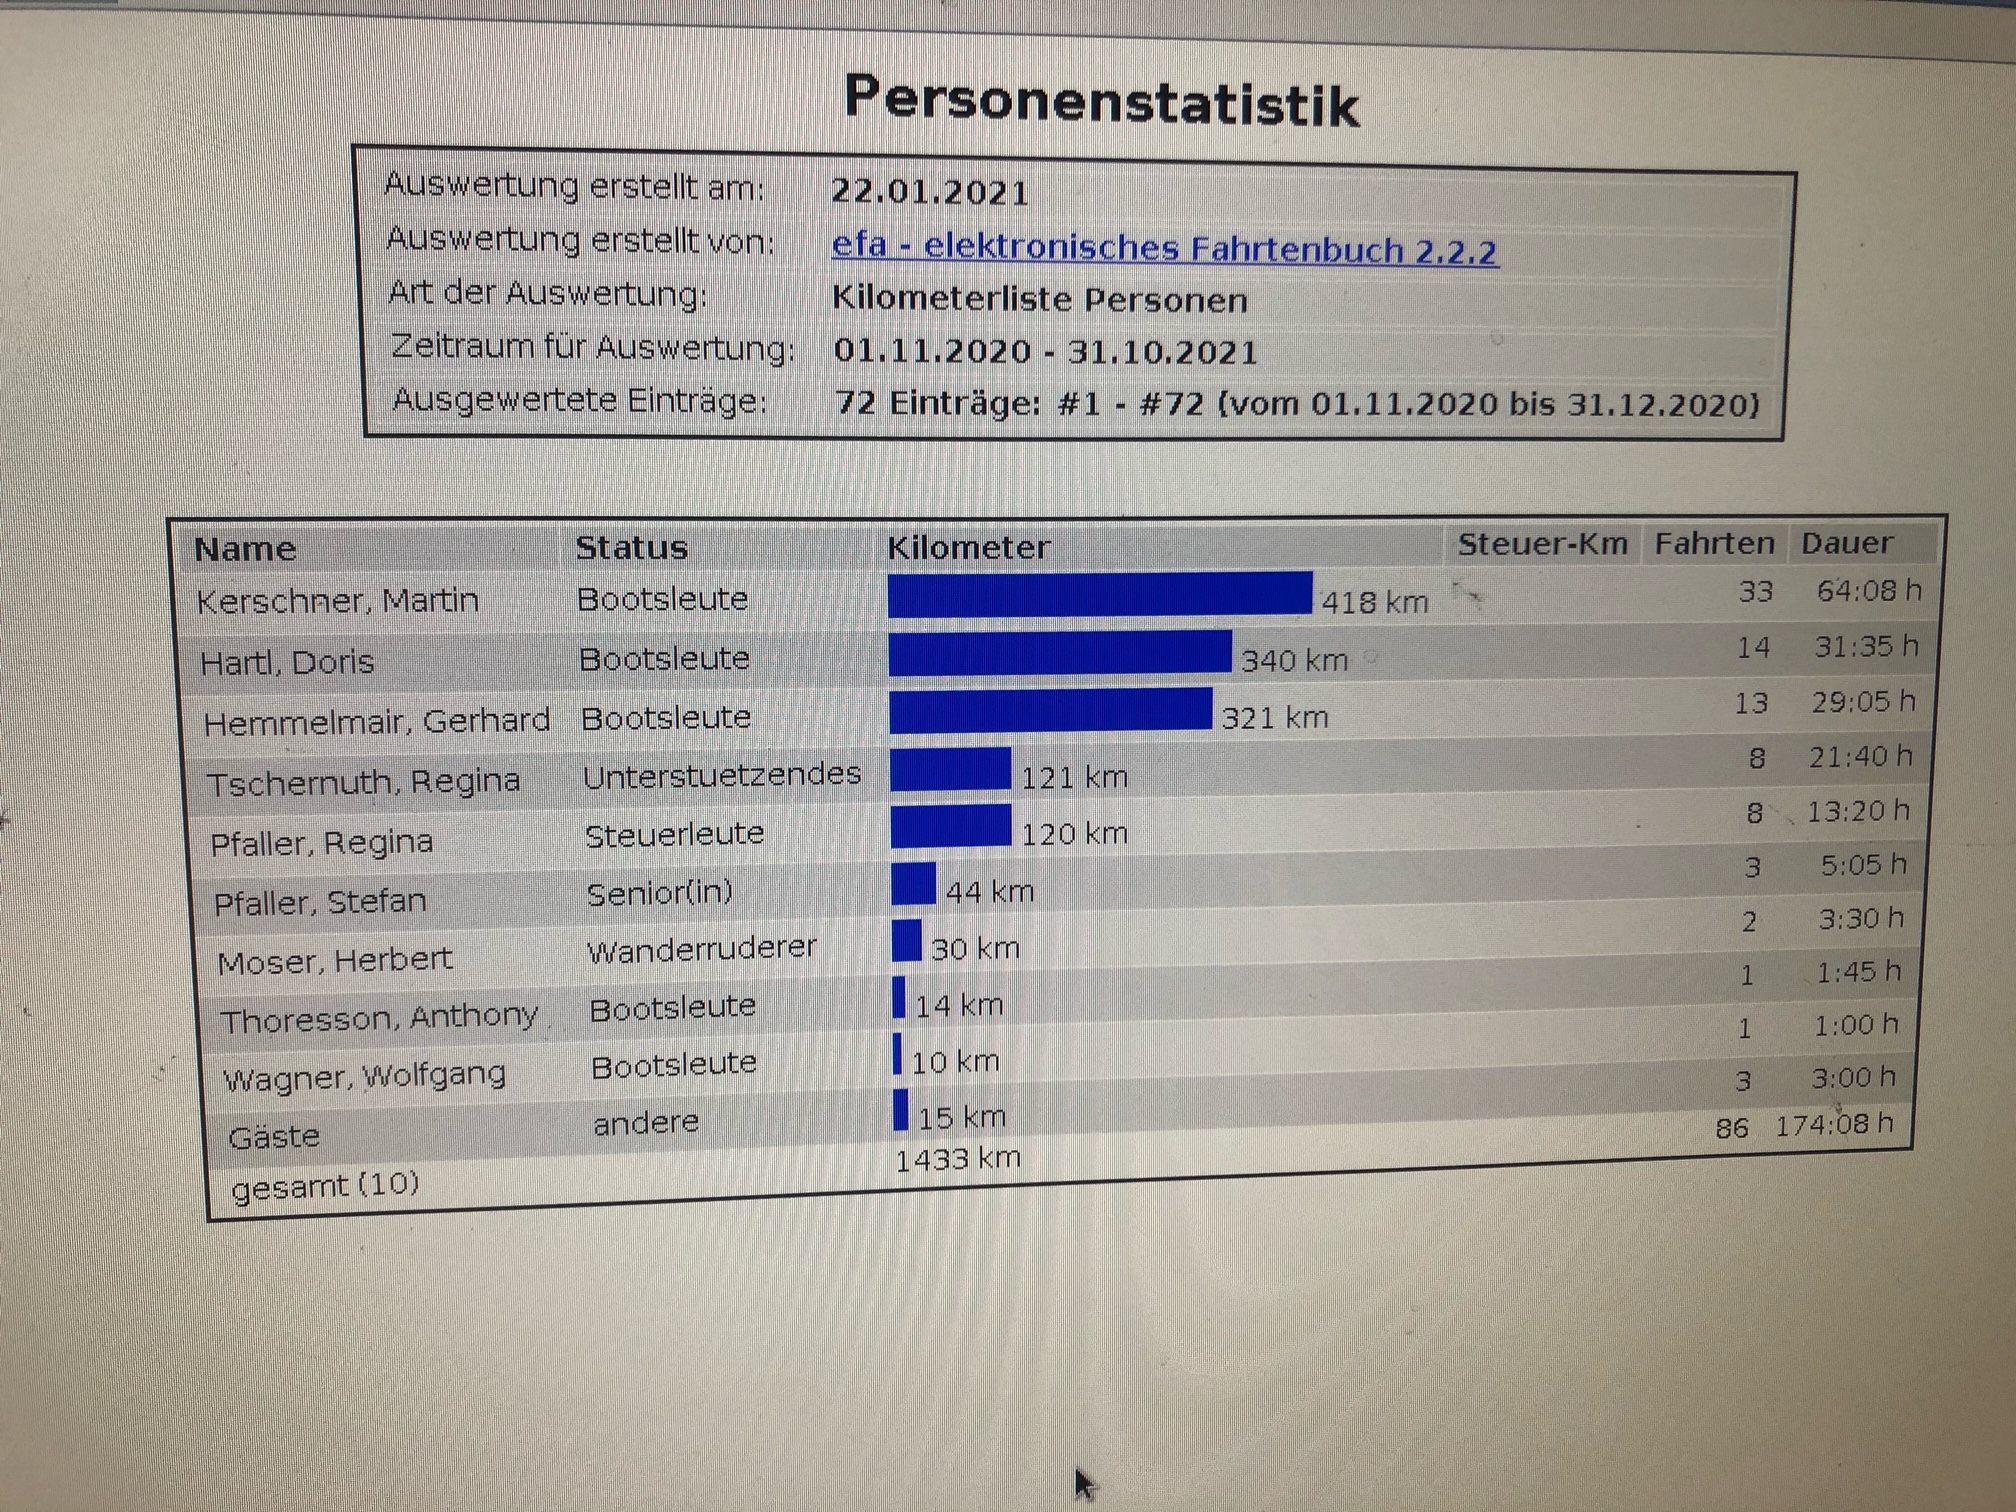 Personenstatistik
Auswertung erstellt am: 22.01.2021
Auswertung erstellt von: efa - elektronisches Fahrtenbuch 2.2.2
Art der Auswertung: Kilometerliste Personen
Zeitraum für Auswertung: 01.11.2020 - 31.10.2021
Ausgewertete Einträge: 72 Einträge: #1 - #72 (vom 01.11.2020 bis 31.12.2020)
Name Status Kilometer Steuer-Km Fahrten Dauer
Kerschner, Martin Bootsleute 418 km 33 64:08 h
Hartl, Doris Bootsleute 340 km 14 31:35 h
Hemmelmair, Gerhard Bootsleute 321 km 13 29:05 h
Tschernuth, Regina Unterstuetzendes 121 km 8 21:40 h
Pfaller, Regina Steuerleute 120 km 8 13:20 h
Pfaller, Stefan Senior(in) 44 km 3 5:05 h
Moser, Herbert Wanderruderer 30 km 2 3:30 h
Thoresson, Anthony Bootsleute 14 km 1 1:45 h
Wagner, Wolfgang Bootsleute 10 km 1 1:00 h
Gäste andere 15 km 3 3:00 h
gesamt (10) 1433 km 86 174:08 h